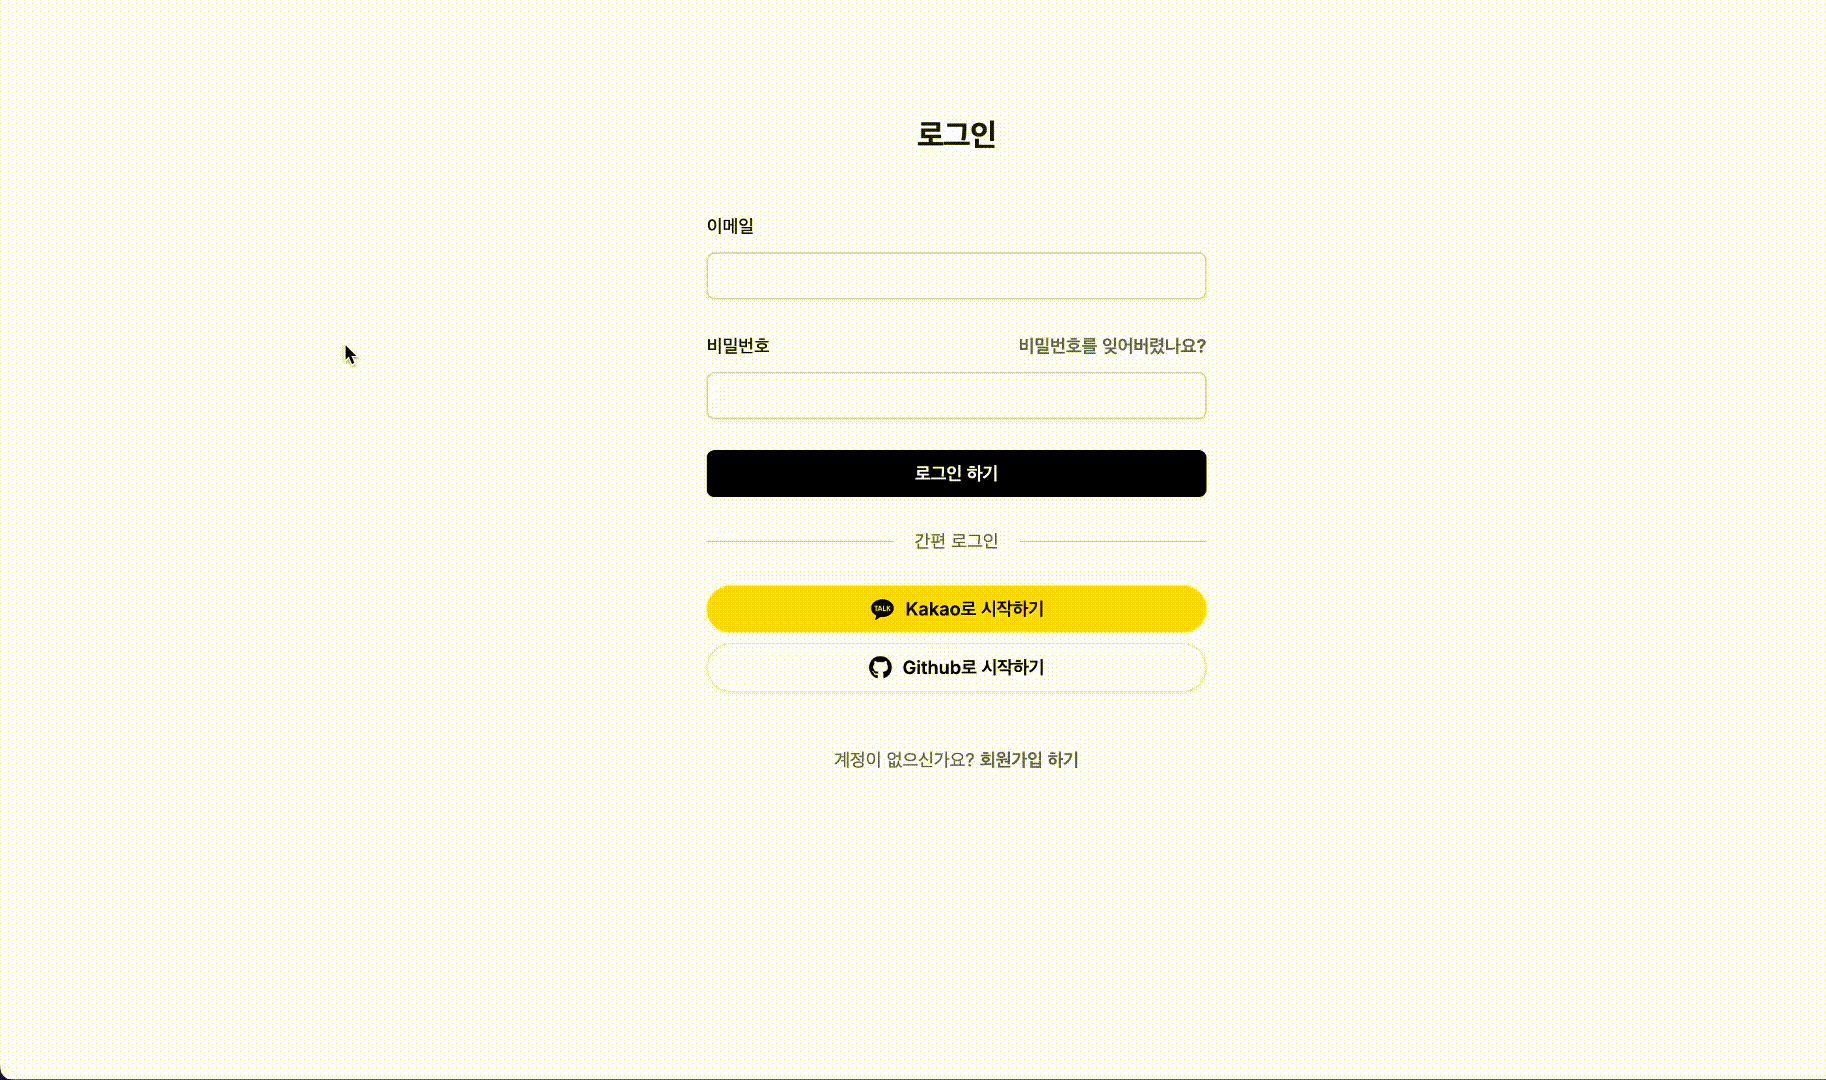 로그인
이메일
비밀번호 비밀번호를 잊어버렸나요?
로그인 하기
간편 로그인
TALK Kakao로 시작하기
Github로 시작하기
계정이 없으신가요? 회원가입 하기